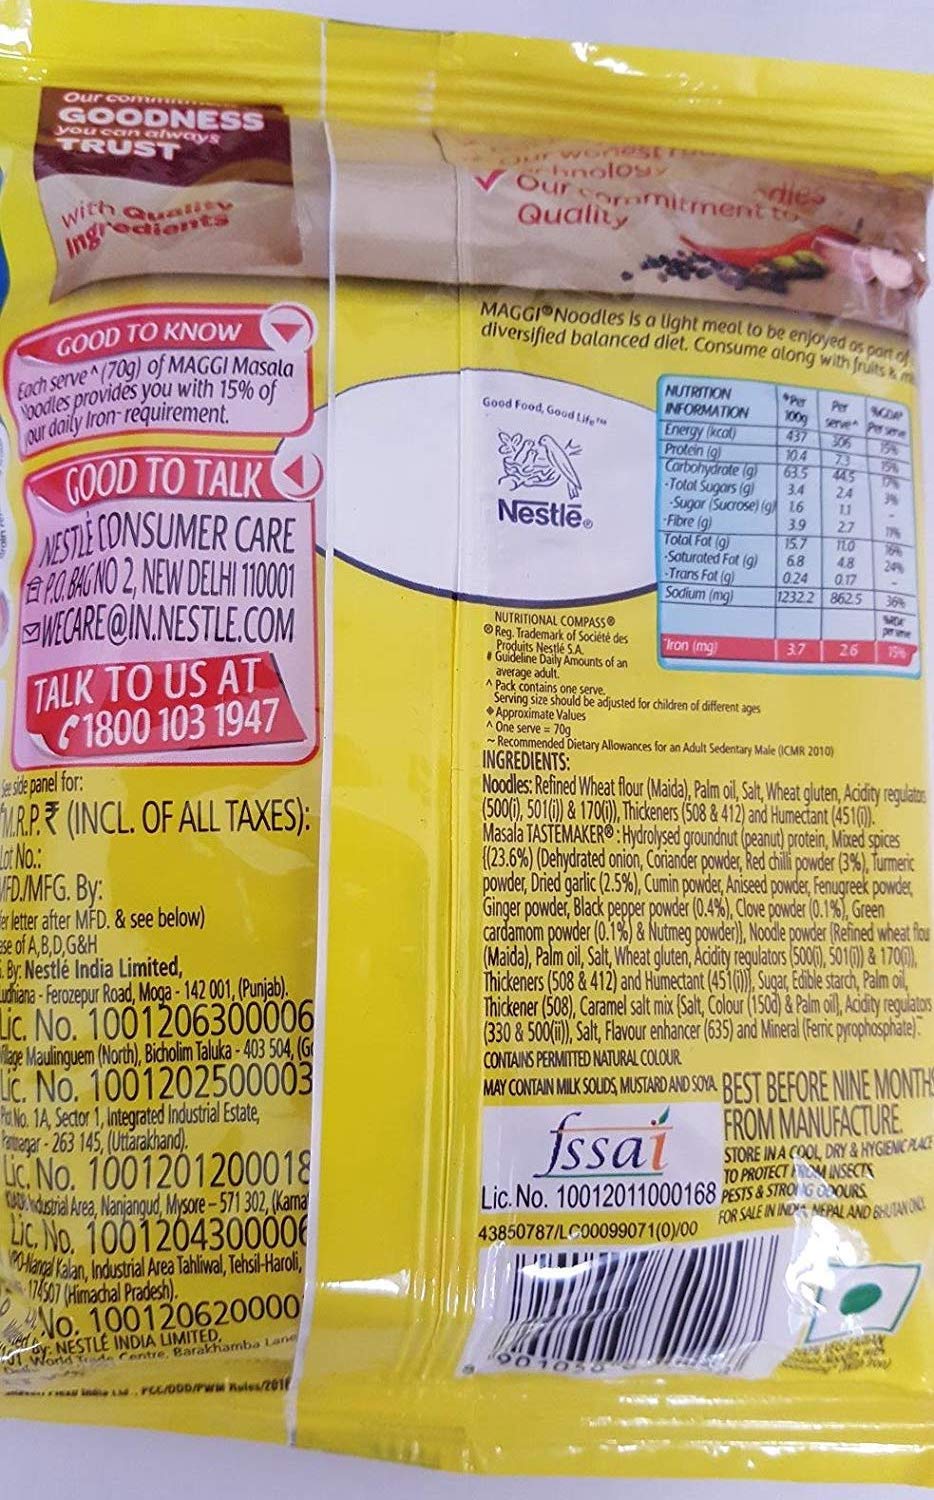 GOODNESS
you can always
TRUST
With Quality
Ingredients
Our Commitment to
Quality
GOOD TO KNOW
Each serve^ (70g) of MAGGI Masala
Noodles provides you with 15% of
your daily Iron~ requirement.
GOOD TO TALK
NESTLÉ CONSUMER CARE
P.O. BAG NO 2, NEW DELHI 110001
WECARE@IN.NESTLE.COM
TALK TO US AT
1800 103 1947
See side panel for:
M.R.P. ₹ (INCL. OF ALL TAXES):
Lot No.:
MFD./MFG. By:
letter after MFD. & see below)
of A,B,D,G&H
By: Nestlé India Limited,
Ludhiana - Ferozepur Road, Moga - 142 001, (Punjab).
Lic. No. 10012063000
Village Maulinguem (North), Bicholim Taluka - 403 504,
Lic. No. 10012025000
Plot No. 1A, Sector 1, Integrated Industrial Estate,
Pantnagar - 263 145, (Uttarakhand).
Lic. No. 10012012000
Industrial Area, Nanjangud, Mysore - 571 302,
Lic. No. 1001204300006
Nangal Kalan, Industrial Area Tahliwal, Tehsil-Haroli,
174507 (Himachal Pradesh).
No. 100120620000
NESTLÉ INDIA LIMITED,
World Trade Centre, Barakhamba Lane
MAGGI® Noodles is a light meal to be enjoyed as part of
diversified balanced diet. Consume along with fruits &
Good Food, Good Life™
Nestlé®
NUTRITION INFORMATION ♦Per 100g Per serve^ %GDA# Per serve
Energy (kcal) 437 306 15%
Protein (g) 10.4 7.3 15%
Carbohydrate (g) 63.5 44.5 17%
-Total Sugars (g) 3.4 2.4 3%
-Sugar (Sucrose) (g) 1.6 1.1 -
-Fibre (g) 3.9 2.7 11%
Total Fat (g) 15.7 11.0 16%
-Saturated Fat (g) 6.8 4.8 24%
-Trans Fat (g) 0.24 0.17 -
Sodium (mg) 1232.2 862.5 36%
Iron (mg) 3.7 2.6 15%
NUTRITIONAL COMPASS®
® Reg. Trademark of Société des
Produits Nestlé S.A.
# Guideline Daily Amounts of an
average adult.
^ Pack contains one serve.
Serving size should be adjusted for children of different ages
♦Approximate Values
^ One serve = 70g
~ Recommended Dietary Allowances for an Adult Sedentary Male (ICMR 2010)
INGREDIENTS:
Noodles: Refined Wheat flour (Maida), Palm oil, Salt, Wheat gluten, Acidity regulators
(500(i), 501(i)) & 170(i)), Thickeners (508 & 412) and Humectant (451(i)).
Masala TASTEMAKER® : Hydrolysed groundnut (peanut) protein, Mixed spices
{(23.6%) (Dehydrated onion, Coriander powder, Red chilli powder (3%), Turmeric
powder, Dried garlic (2.5%), Cumin powder, Aniseed powder, Fenugreek powder,
Ginger powder, Black pepper powder (0.4%), Clove powder (0.1%), Green
cardamom powder (0.1%) & Nutmeg powder)}, Noodle powder {Refined wheat flou
(Maida), Palm oil, Salt, Wheat gluten, Acidity regulators (500(i), 501(i)) & 170(i)),
Thickeners (508 & 412) and Humectant (451(i))}, Sugar, Edible starch, Palm oil,
Thickener (508), Caramel salt mix {Salt, Colour (150d) & Palm oil}, Acidity regulators
(330 & 500(ii)), Salt, Flavour enhancer (635) and Mineral (Ferric pyrophosphate).
CONTAINS PERMITTED NATURAL COLOUR.
MAY CONTAIN MILK SOLIDS, MUSTARD AND SOYA.
BEST BEFORE NINE MONTHS
FROM MANUFACTURE.
STORE IN A COOL, DRY & HYGIENIC PLACE
TO PROTECT FROM INSECTS,
PESTS & STRONG ODOURS.
FOR SALE IN INDIA, NEPAL AND BHUTAN ONLY.
fssai
Lic. No. 10012011000168
43850787/LC00099071(0)/00